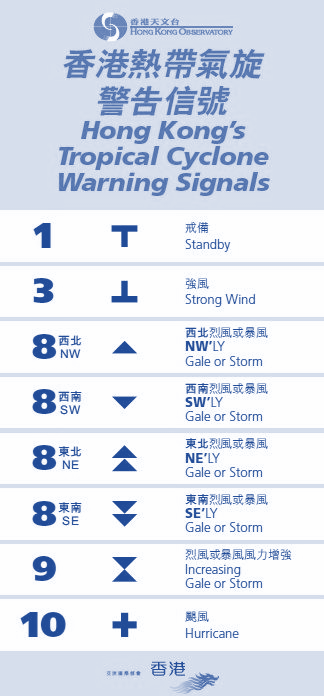 香港天文台
HONG KONG OBSERVATORY
香港熱帶氣旋
警告信號
Hong Kong's
Tropical Cyclone
Warning Signals
1
戒備
Standby
3
強風
Strong Wind
8 西北
NW
西北烈風或暴風
NW'LY
Gale or Storm
8 西南
SW
西南烈風或暴風
SW'LY
Gale or Storm
8 東北
NE
東北烈風或暴風
NE'LY
Gale or Storm
8 東南
SE
東南烈風或暴風
SE'LY
Gale or Storm
9
烈風或暴風風力增強
Increasing
Gale or Storm
10
颶風
Hurricane
香港